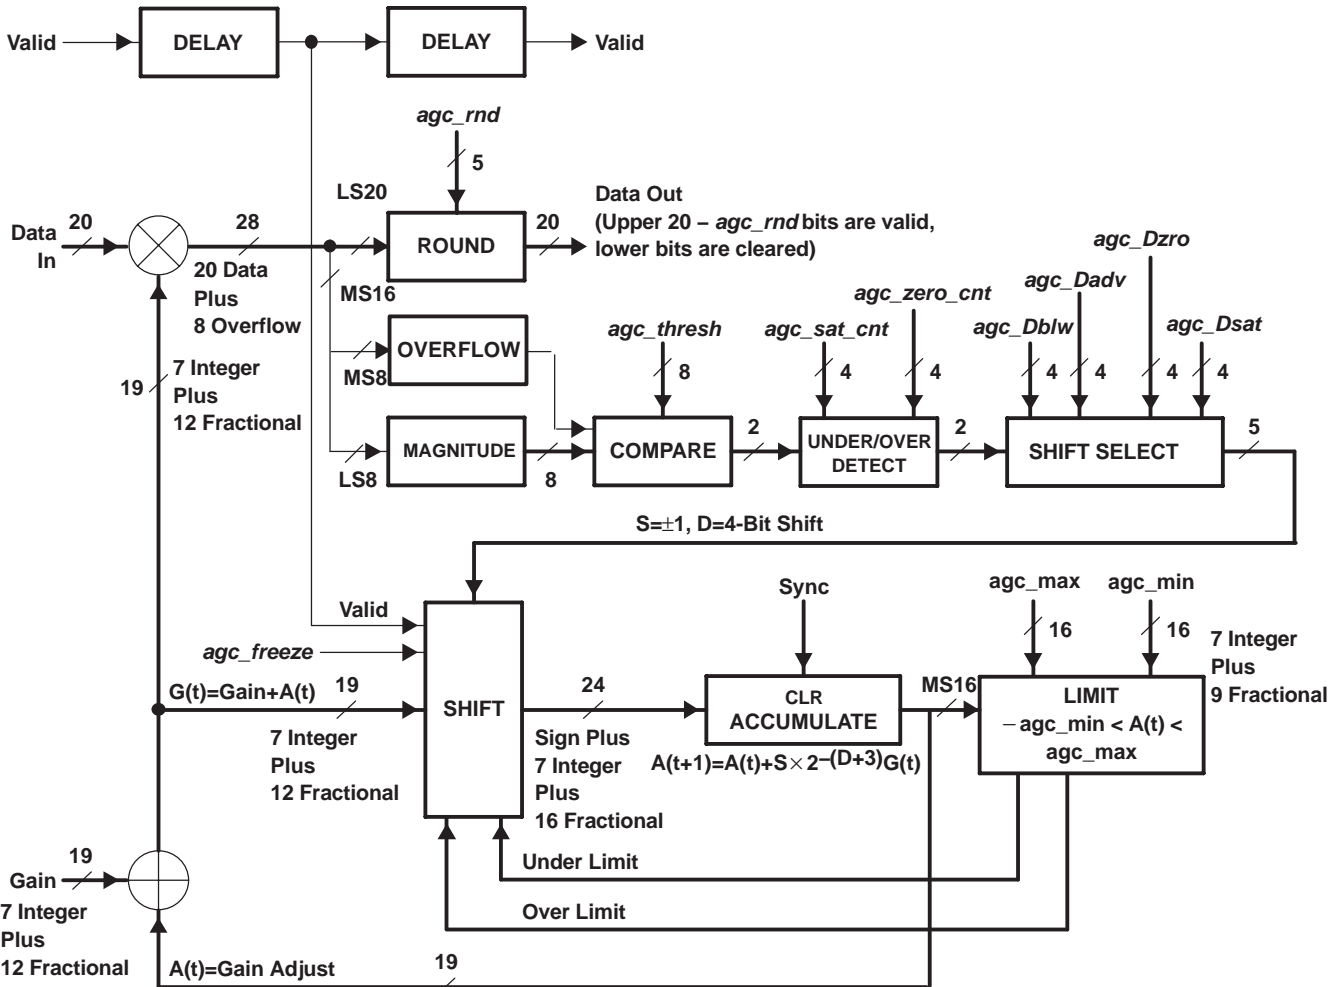 Valid
DELAY
DELAY
Valid
agc_rnd
5
LS20
Data In
20
28
20 Data
Plus
8 Overflow
ROUND
20
Data Out
(Upper 20 – agc_rnd bits are valid,
lower bits are cleared)
MS16
OVERFLOW
MS8
MAGNITUDE
LS8
8
agc_thresh
8
COMPARE
2
agc_sat_cnt
4
agc_zero_cnt
4
UNDER/OVER
DETECT
2
agc_Dblw
4
agc_Dadv
4
agc_Dzro
4
agc_Dsat
4
SHIFT SELECT
5
19
7 Integer
Plus
12 Fractional
S=±1, D=4-Bit Shift
Valid
agc_freeze
G(t)=Gain+A(t)
19
7 Integer
Plus
12 Fractional
SHIFT
24
Sign Plus
7 Integer
Plus
16 Fractional
Sync
CLR
ACCUMULATE
A(t+1)=A(t)+S×2–(D+3)G(t)
MS16
agc_max
16
agc_min
16
7 Integer
Plus
9 Fractional
LIMIT
–agc_min < A(t) <
agc_max
Under Limit
Over Limit
Gain
19
7 Integer
Plus
12 Fractional
A(t)=Gain Adjust
19